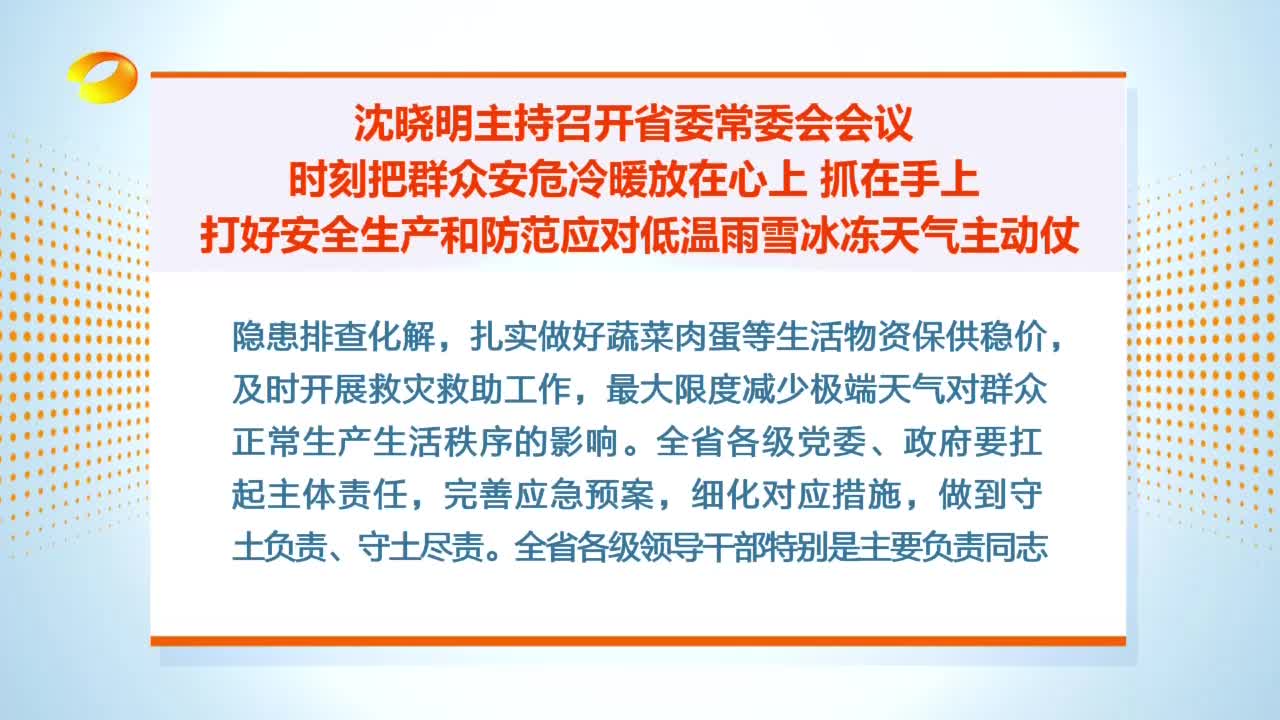 沈晓明主持召开省委常委会会议
时刻把群众安危冷暖放在心上 抓在手上
打好安全生产和防范应对低温雨雪冰冻天气主动仗
隐患排查化解，扎实做好蔬菜肉蛋等生活物资保供稳价，
及时开展救灾救助工作，最大限度减少极端天气对群众
正常生产生活秩序的影响。全省各级党委、政府要扛
起主体责任，完善应急预案，细化对应措施，做到守
土负责、守土尽责。全省各级领导干部特别是主要负责同志